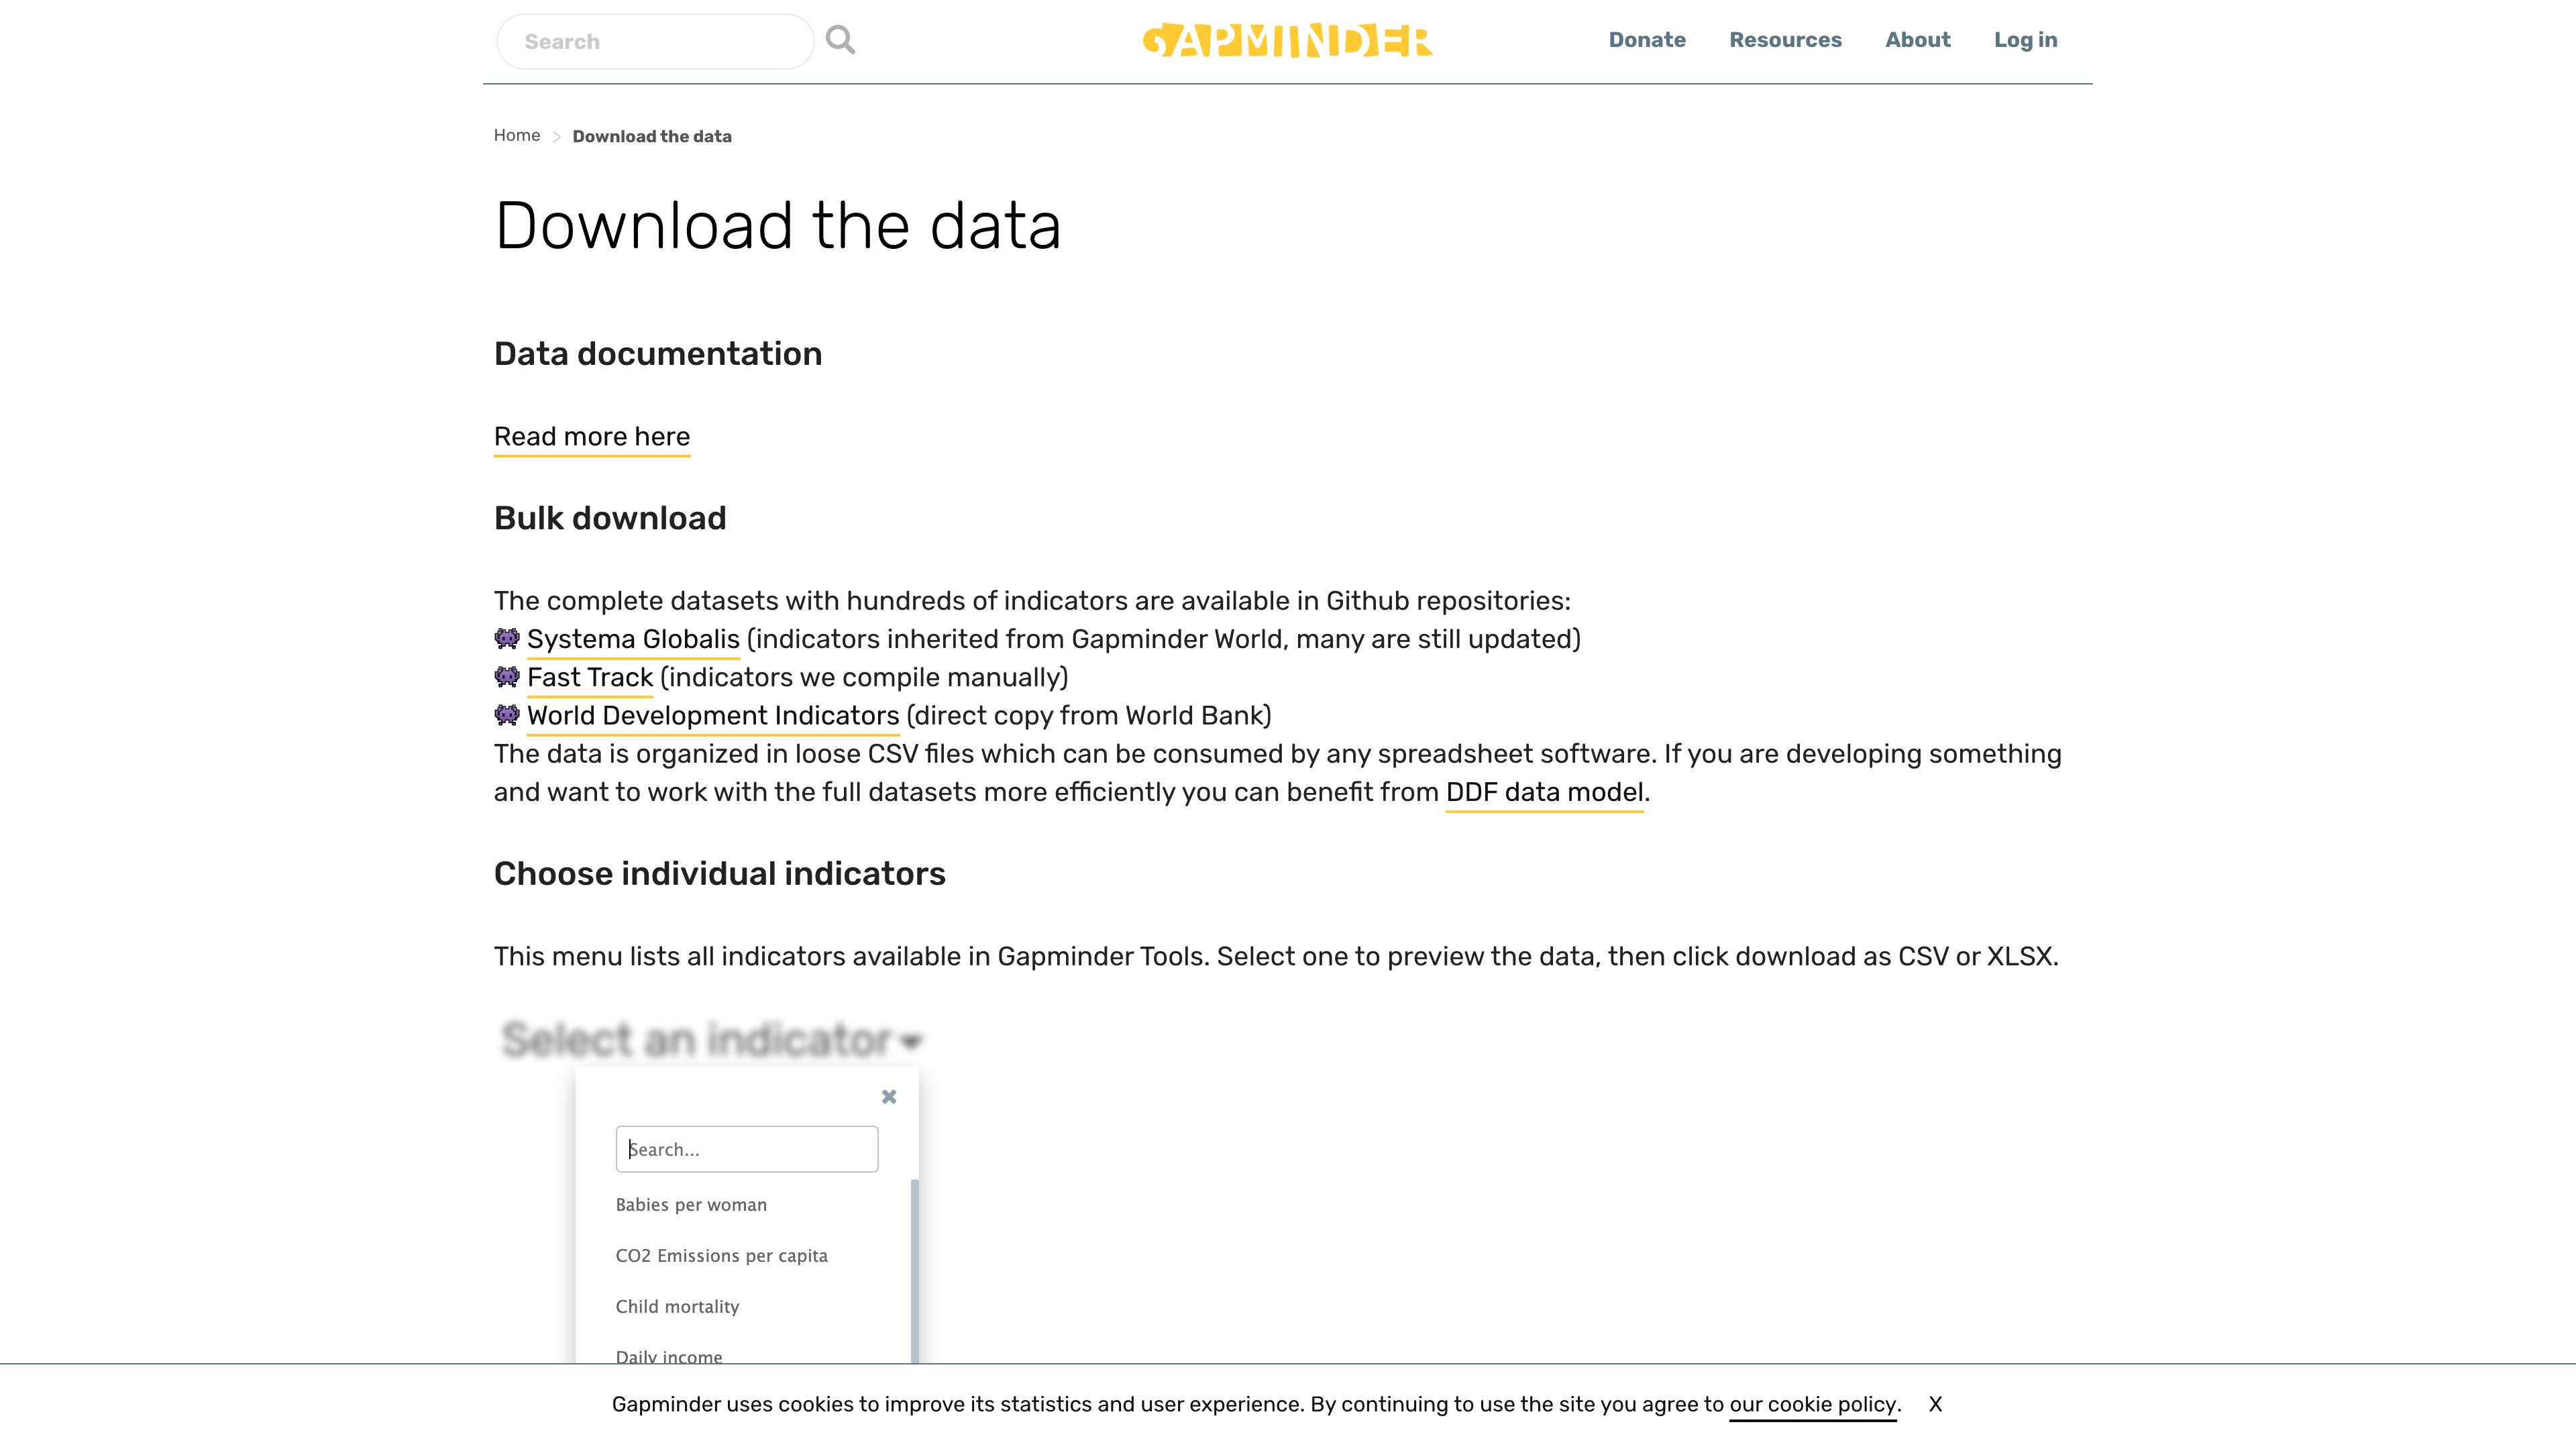 Search
GAPMINDER
Donate Resources About Log in
Home > Download the data
Download the data
Data documentation
Read more here
Bulk download
The complete datasets with hundreds of indicators are available in Github repositories:
👾 Systema Globalis (indicators inherited from Gapminder World, many are still updated)
👾 Fast Track (indicators we compile manually)
👾 World Development Indicators (direct copy from World Bank)
The data is organized in loose CSV files which can be consumed by any spreadsheet software. If you are developing something
and want to work with the full datasets more efficiently you can benefit from DDF data model.
Choose individual indicators
This menu lists all indicators available in Gapminder Tools. Select one to preview the data, then click download as CSV or XLSX.
Select an indicator
Search...
Babies per woman
CO2 Emissions per capita
Child mortality
Daily income
Gapminder uses cookies to improve its statistics and user experience. By continuing to use the site you agree to our cookie policy. X